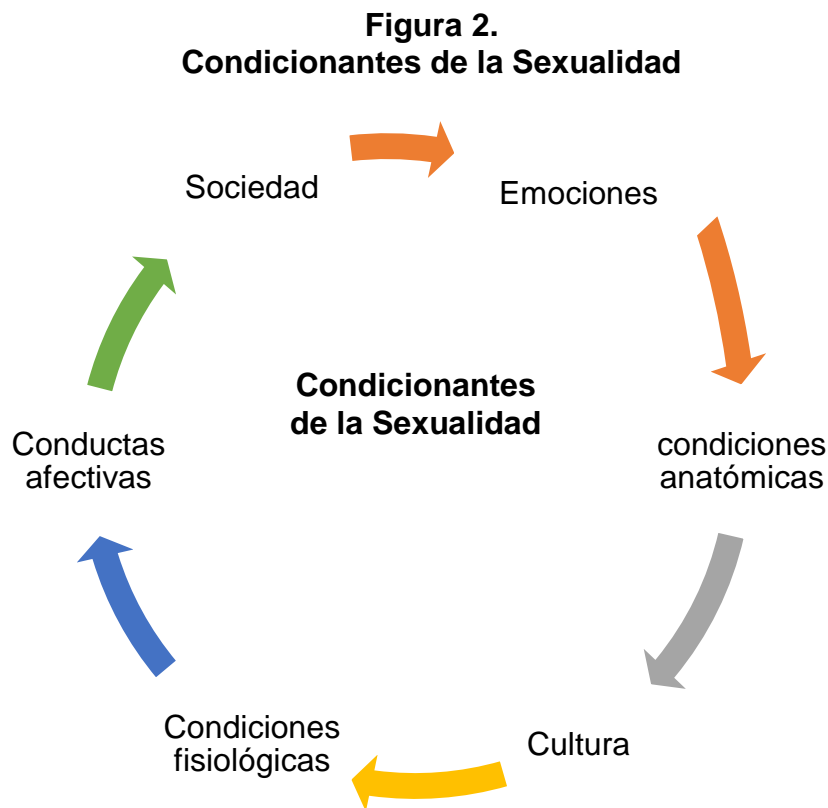 Figura 2.
Condicionantes de la Sexualidad
Sociedad
Emociones
Condicionantes
de la Sexualidad
condiciones
anatómicas
Cultura
Condiciones
fisiológicas
Conductas
afectivas